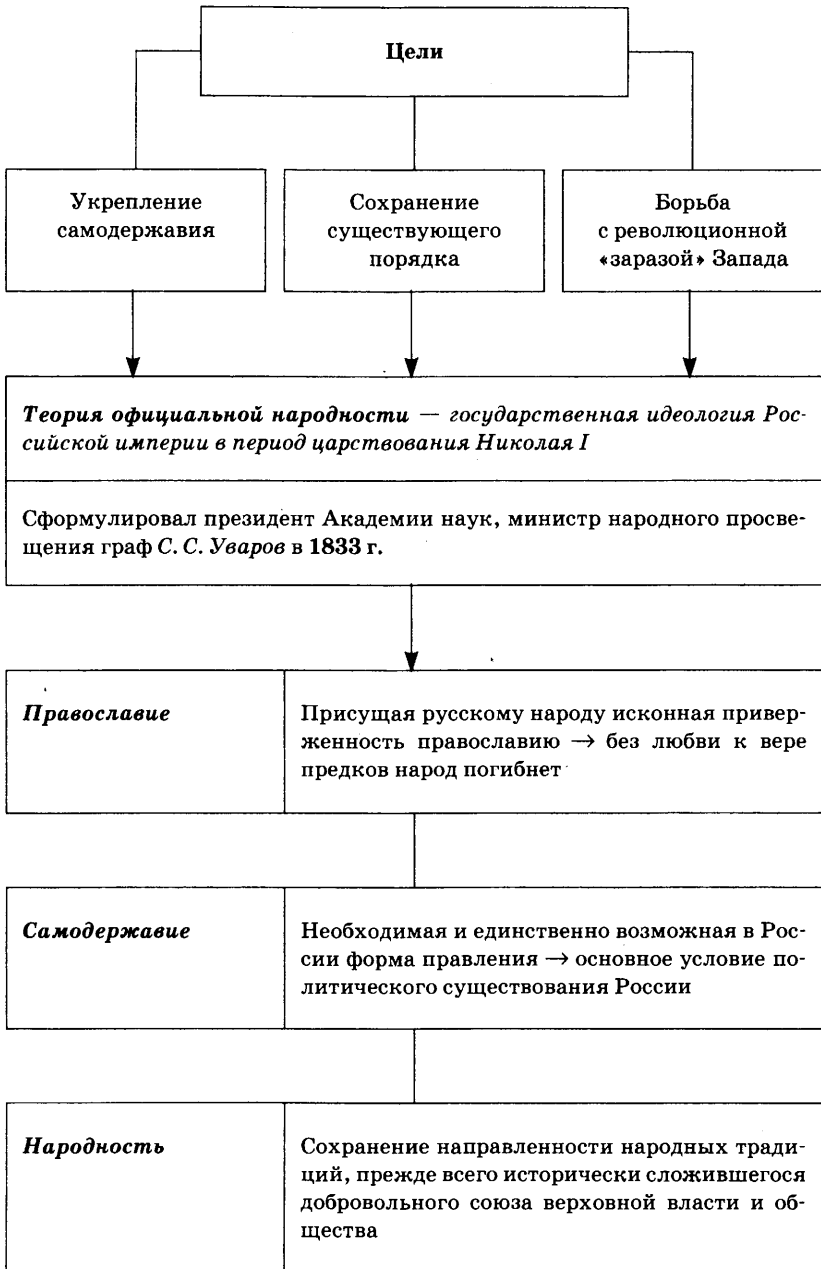 Цели
Укрепление
самодержавия
Сохранение
существующего
порядка
Борьба
с революционной
«заразой» Запада
Теория официальной народности — государственная идеология Рос-
сийской империи в период царствования Николая I
Сформулировал президент Академии наук, министр народного просве-
щения граф С. С. Уваров в 1833 г.
Православие
Присущая русскому народу исконная привер-
женность православию → без любви к вере
предков народ погибнет
Самодержавие
Необходимая и единственно возможная в Рос-
сии форма правления → основное условие по-
литического существования России
Народность
Сохранение направленности народных тради-
ций, прежде всего исторически сложившегося
добровольного союза верховной власти и об-
щества